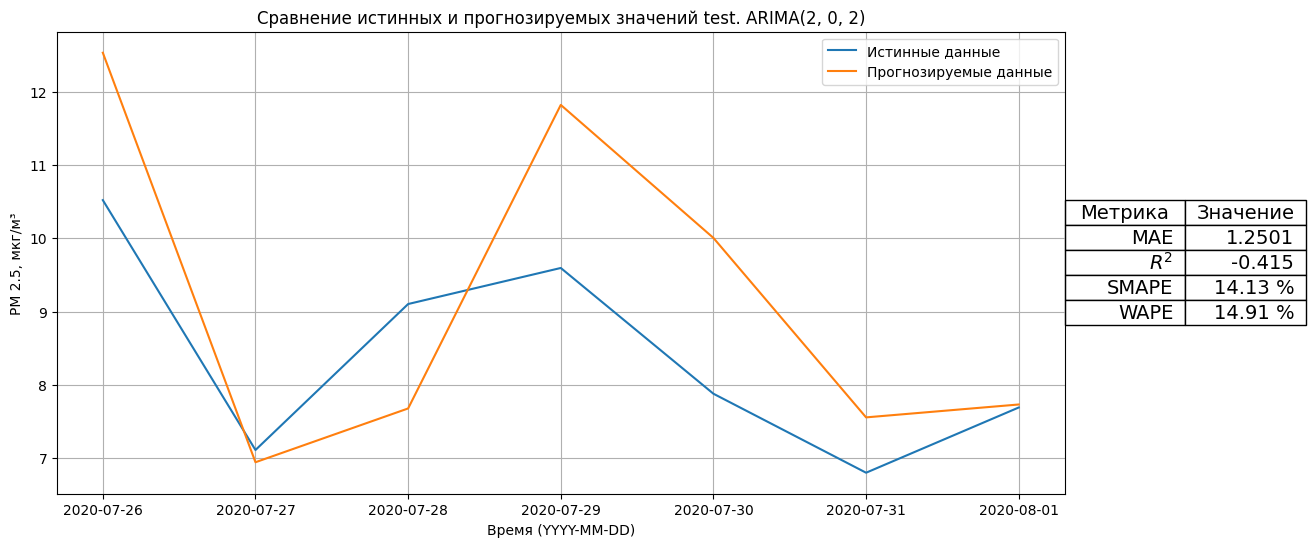 Сравнение истинных и прогнозируемых значений test. ARIMA(2, 0, 2)
Истинные данные
Прогнозируемые данные
12
11
10
9
8
7
PM 2.5, мкг/м³
2020-07-26 2020-07-27 2020-07-28 2020-07-29 2020-07-30 2020-07-31 2020-08-01
Время (YYYY-MM-DD)
Метрика Значение
MAE 1.2501
R² -0.415
SMAPE 14.13 %
WAPE 14.91 %